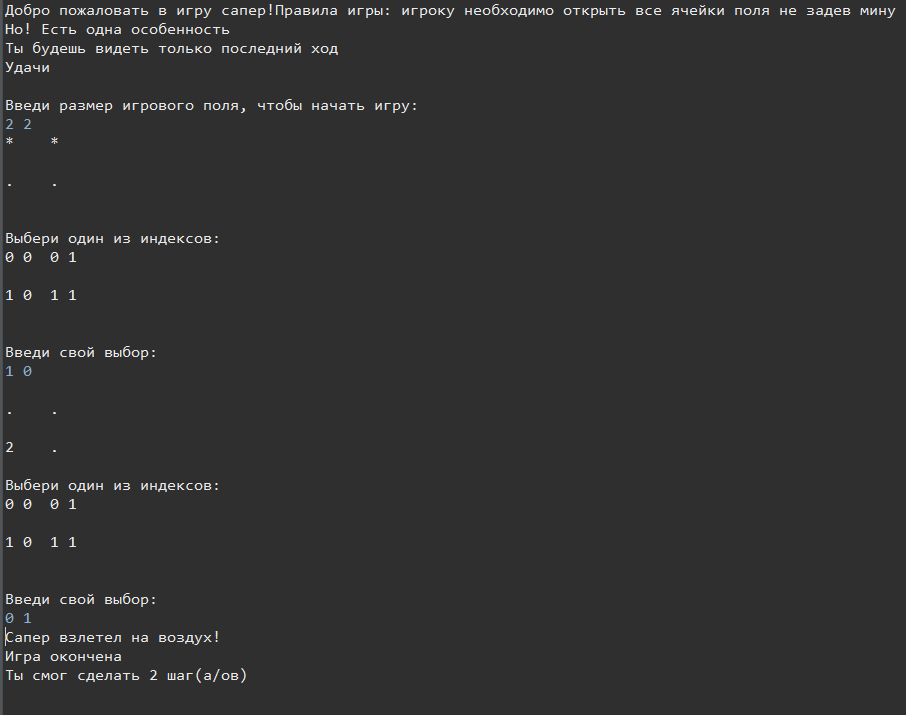 Добро пожаловать в игру сапер!Правила игры: игроку необходимо открыть все ячейки поля не задев мину
Но! Есть одна особенность
Ты будешь видеть только последний ход
Удачи
Введи размер игрового поля, чтобы начать игру:
2 2
* *
. .
Выбери один из индексов:
0 0 0 1
1 0 1 1
Введи свой выбор:
1 0
. .
2 .
Выбери один из индексов:
0 0 0 1
1 0 1 1
Введи свой выбор:
0 1
Сапер взлетел на воздух!
Игра окончена
Ты смог сделать 2 шаг(а/ов)